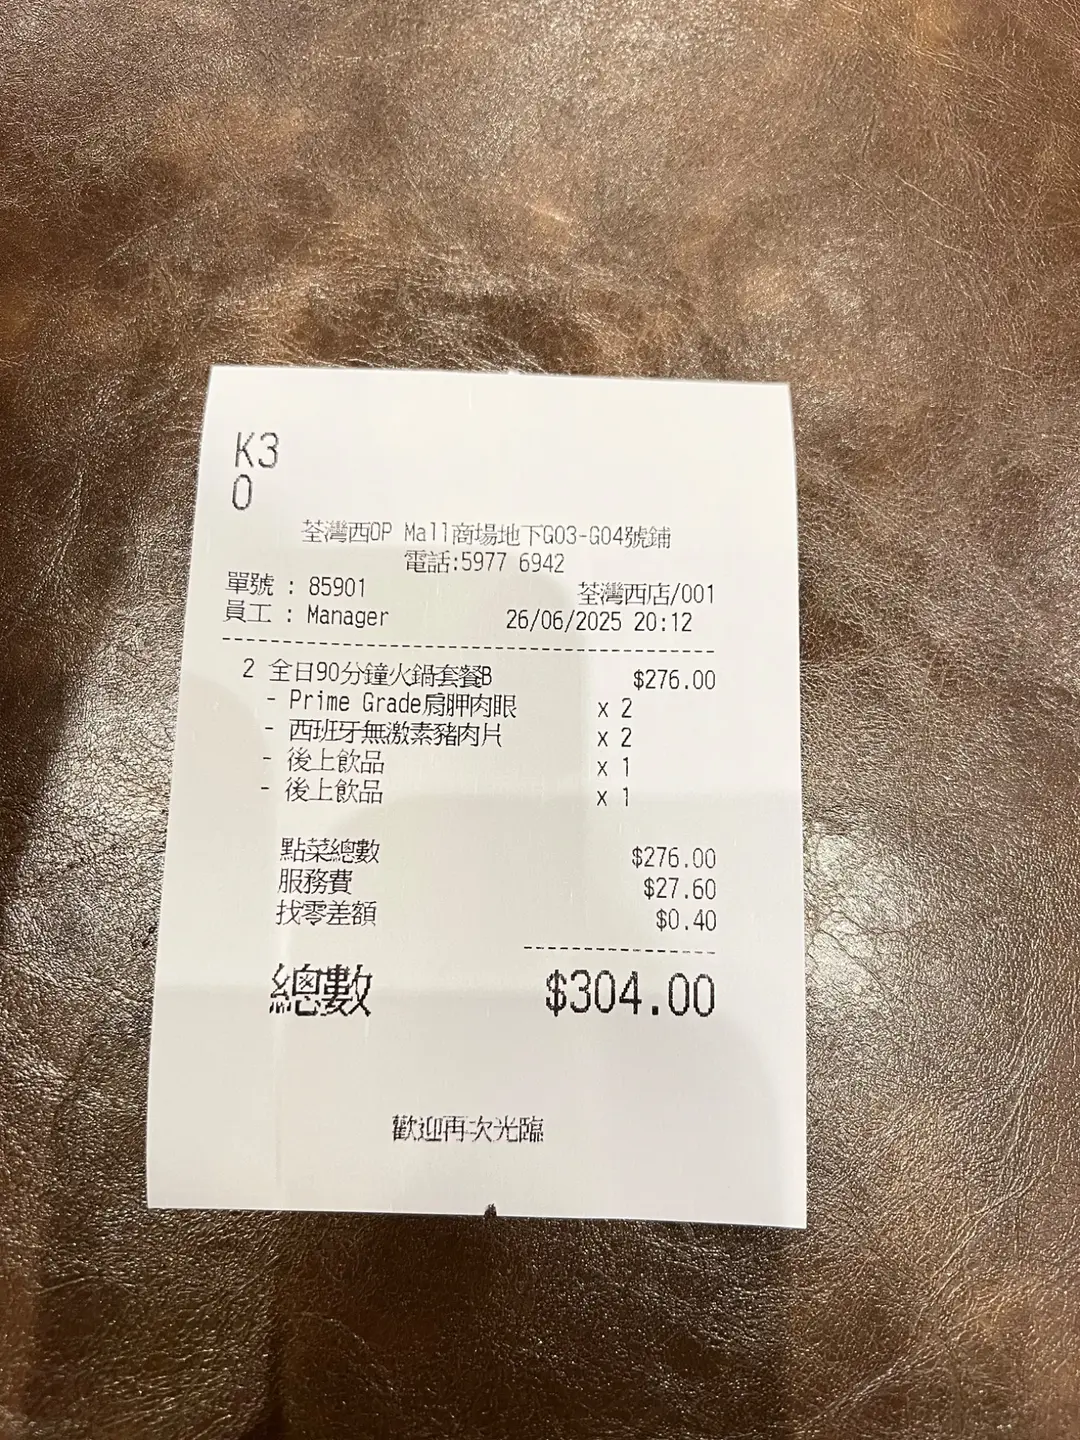 K3
0
荃灣西OP Mall商場地下G03-G04號鋪
電話:5977 6942
單號 : 85901 荃灣西店/001
員工 : Manager 26/06/2025 20:12
2 全日90分鐘火鍋套餐B $276.00
- Prime Grade肩胛肉眼 x 2
- 西班牙無激素豬肉片 x 2
- 後上飲品 x 1
- 後上飲品 x 1
點菜總數 $276.00
服務費 $27.60
找零差額 $0.40
總數 $304.00
歡迎再次光臨